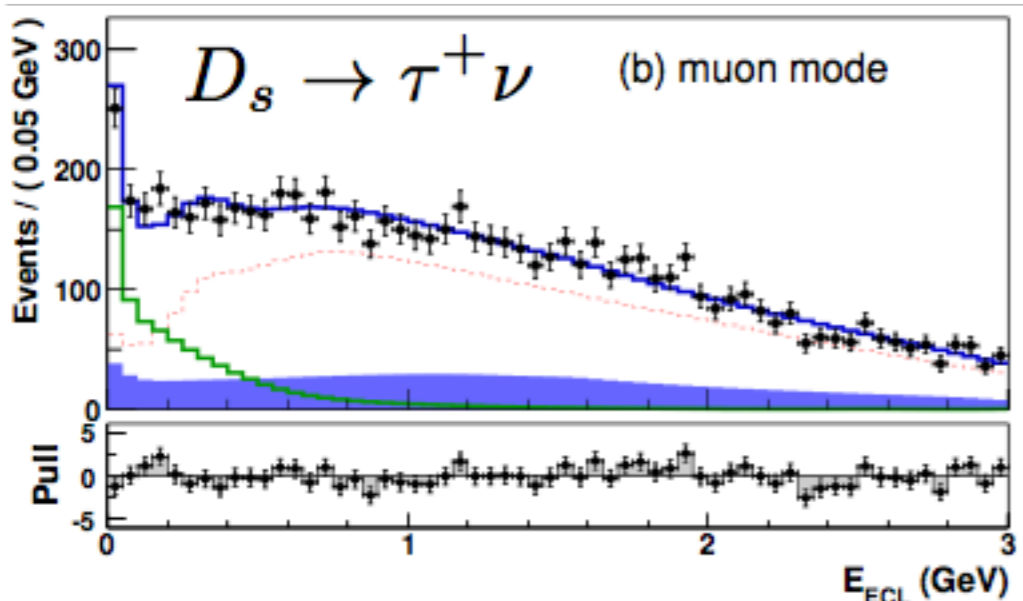 D_s → τ⁺ν
(b) muon mode
Events / ( 0.05 GeV )
300
200
100
0
Pull
5
0
-5
0 1 2 3
E_ECL (GeV)